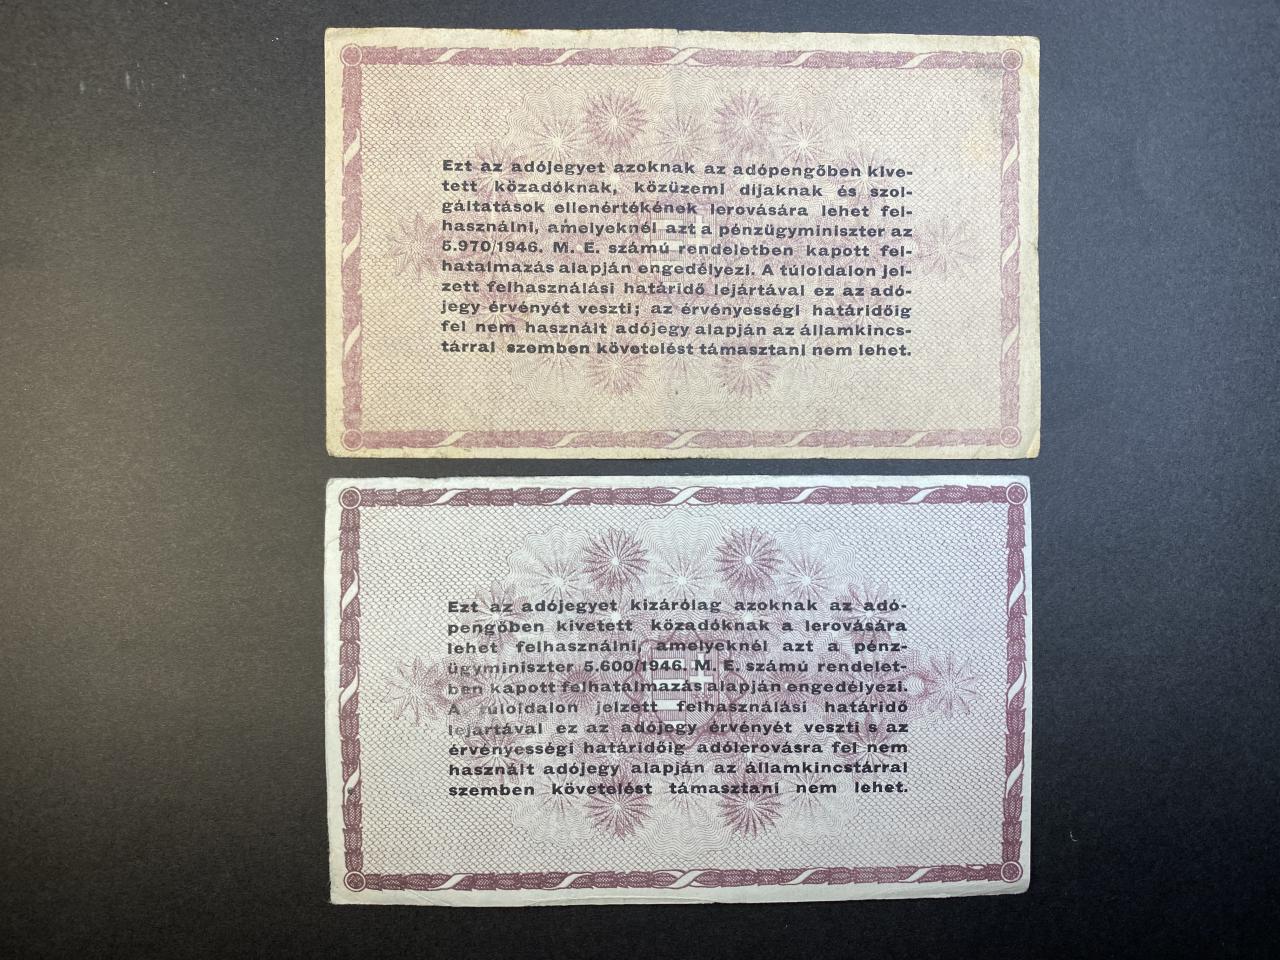 Ezt az adójegyet azoknak az adópengőben kive-
tett közadóknak, közüzemi díjaknak és szol-
gáltatások ellenértékének lerovására lehet fel-
használni, amelyeknél azt a pénzügyminiszter az
5.970/1946. M. E. számú rendeletben kapott fel-
hatalmazás alapján engedélyezi. A túloldalon jel-
zett felhasználási határidő lejártával ez az adó-
jegy érvényét veszti; az érvényességi határidőig
fel nem használt adójegy alapján az államkincs-
tárral szemben követelést támasztani nem lehet.
Ezt az adójegyet kizárólag azoknak az adó-
pengőben kivetett közadóknak a lerovására
lehet felhasználni, amelyeknél azt a pénz-
ügyminiszter 5.600/1946. M. E. számú rendelet-
ben kapott felhatalmazás alapján engedélyezi.
A túloldalon jelzett felhasználási határidő
lejártával ez az adójegy érvényét veszti s az
érvényességi határidőig adólerovásra fel nem
használt adójegy alapján az államkincstárral
szemben követelést támasztani nem lehet.